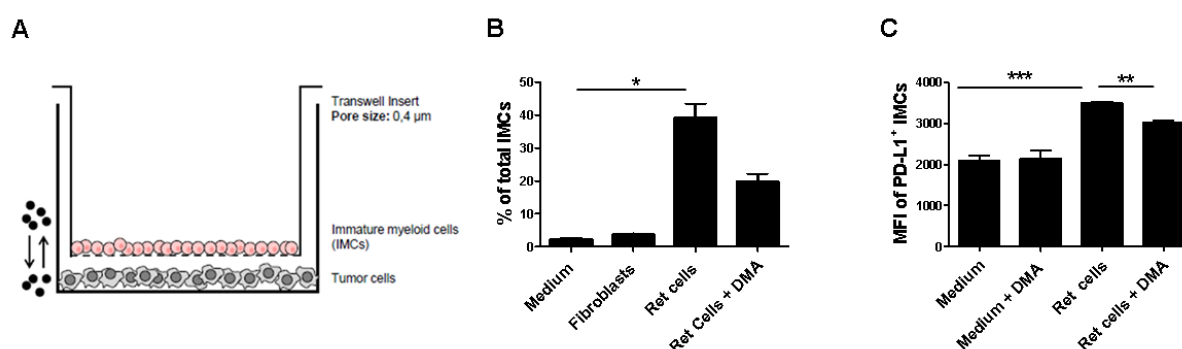 A
Transwell Insert
Pore size: 0,4 µm
Immature myeloid cells
(IMCs)
Tumor cells
B
% of total IMCs
50
40
30
20
10
0
*
Medium
Fibroblasts
Ret cells
Ret Cells + DMA
C
MFI of PD-L1+ IMCs
4000
3000
2000
1000
0
***
**
Medium
Medium + DMA
Ret cells
Ret cells + DMA